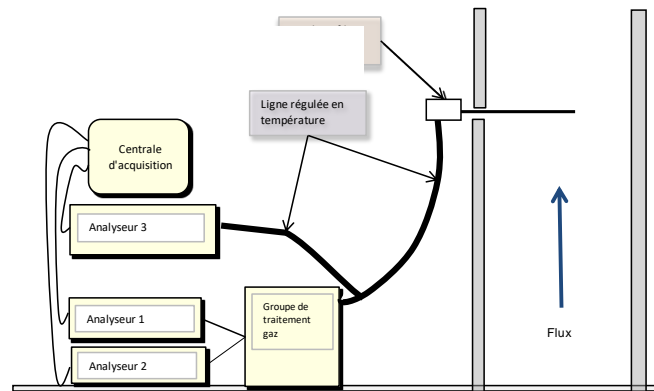 Ligne régulée en
température
Centrale
d'acquisition
Analyseur 3
Analyseur 1
Analyseur 2
Groupe de
traitement
gaz
Flux